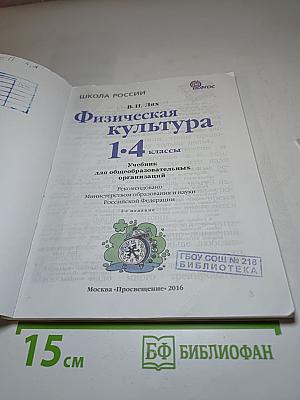 ШКОЛА РОССИИ
ФГОС
В. И. Лях
Физическая
культура
1•4 классы
Учебник
для общеобразовательных
организаций
Рекомендовано
Министерством образования и науки
Российской Федерации
ГБОУ СОШ № 216
БИБЛИОТЕКА
Москва «Просвещение» 2016
15 см
БФ БИБЛИОФАН